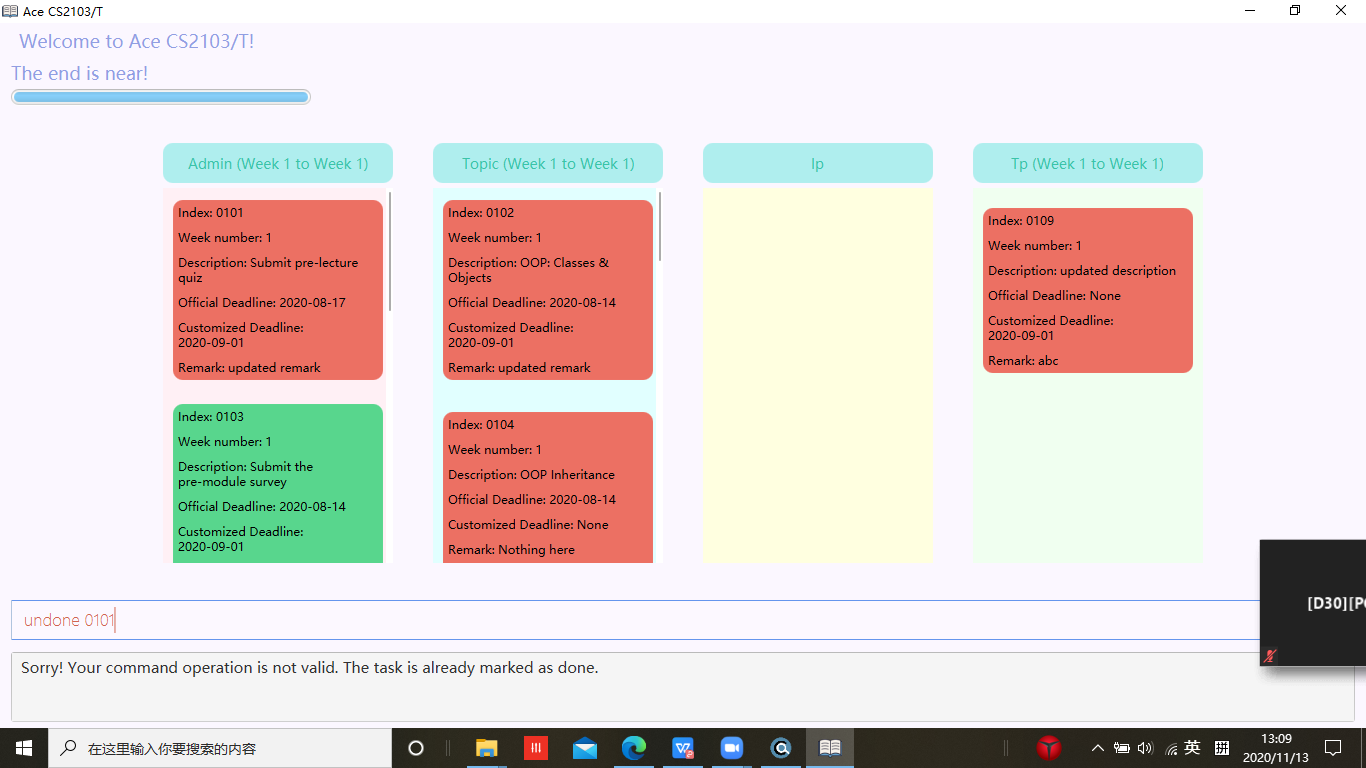 Ace CS2103/T
Welcome to Ace CS2103/T!
The end is near!
Admin (Week 1 to Week 1)
Index: 0101
Week number: 1
Description: Submit pre-lecture
quiz
Official Deadline: 2020-08-17
Customized Deadline:
2020-09-01
Remark: updated remark
Index: 0103
Week number: 1
Description: Submit the
pre-module survey
Official Deadline: 2020-08-14
Customized Deadline:
2020-09-01
Topic (Week 1 to Week 1)
Index: 0102
Week number: 1
Description: OOP: Classes &
Objects
Official Deadline: 2020-08-14
Customized Deadline:
2020-09-01
Remark: updated remark
Index: 0104
Week number: 1
Description: OOP Inheritance
Official Deadline: 2020-08-14
Customized Deadline: None
Remark: Nothing here
Ip
Tp (Week 1 to Week 1)
Index: 0109
Week number: 1
Description: updated description
Official Deadline: None
Customized Deadline:
2020-09-01
Remark: abc
undone 0101
[D30][P
Sorry! Your command operation is not valid. The task is already marked as done.
在这里输入你要搜索的内容
英
拼
13:09
2020/11/13